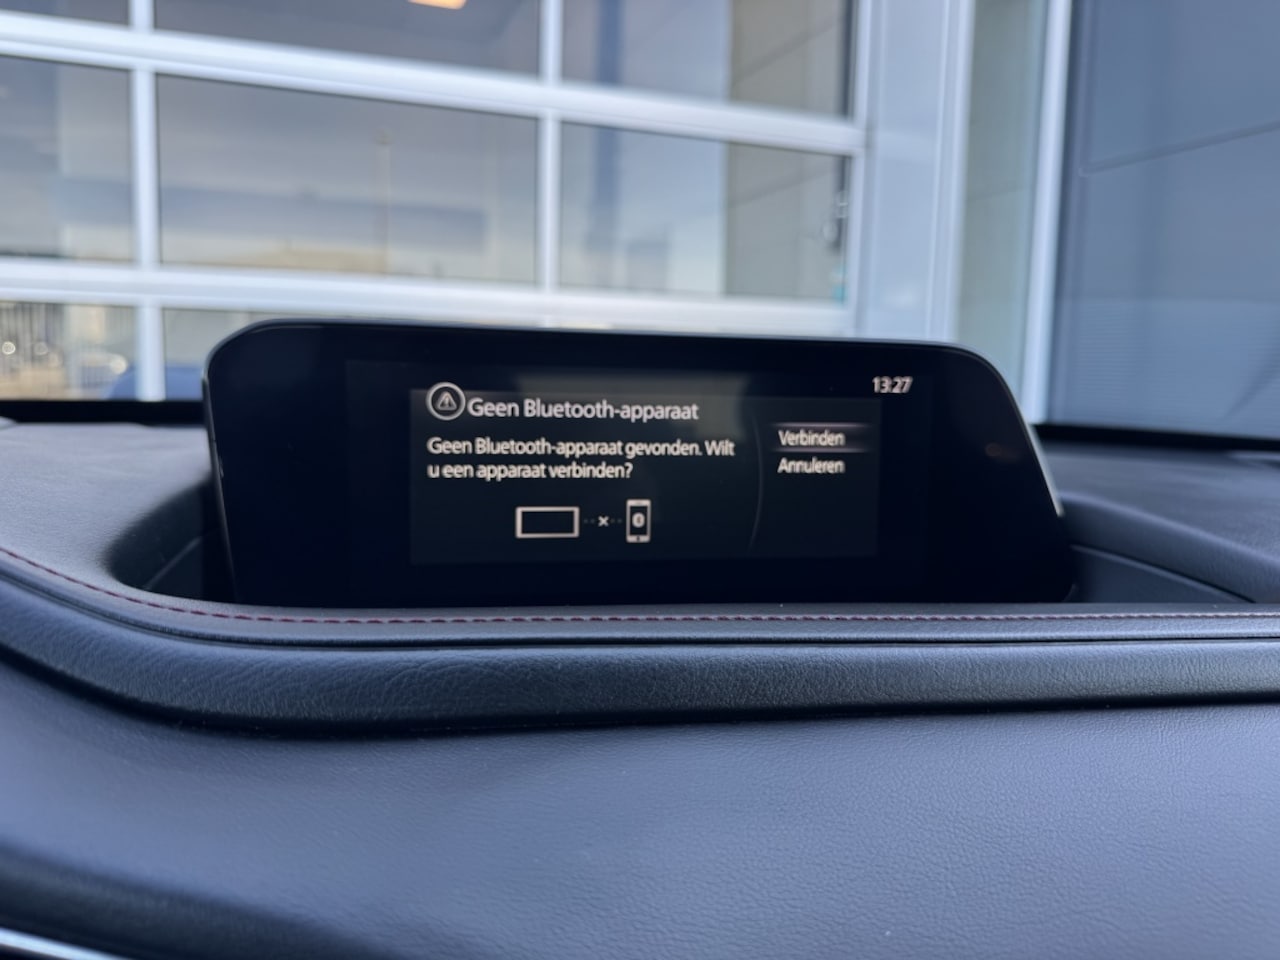 13:27
Geen Bluetooth-apparaat
Geen Bluetooth-apparaat gevonden. Wilt
u een apparaat verbinden?
Verbinden
Annuleren